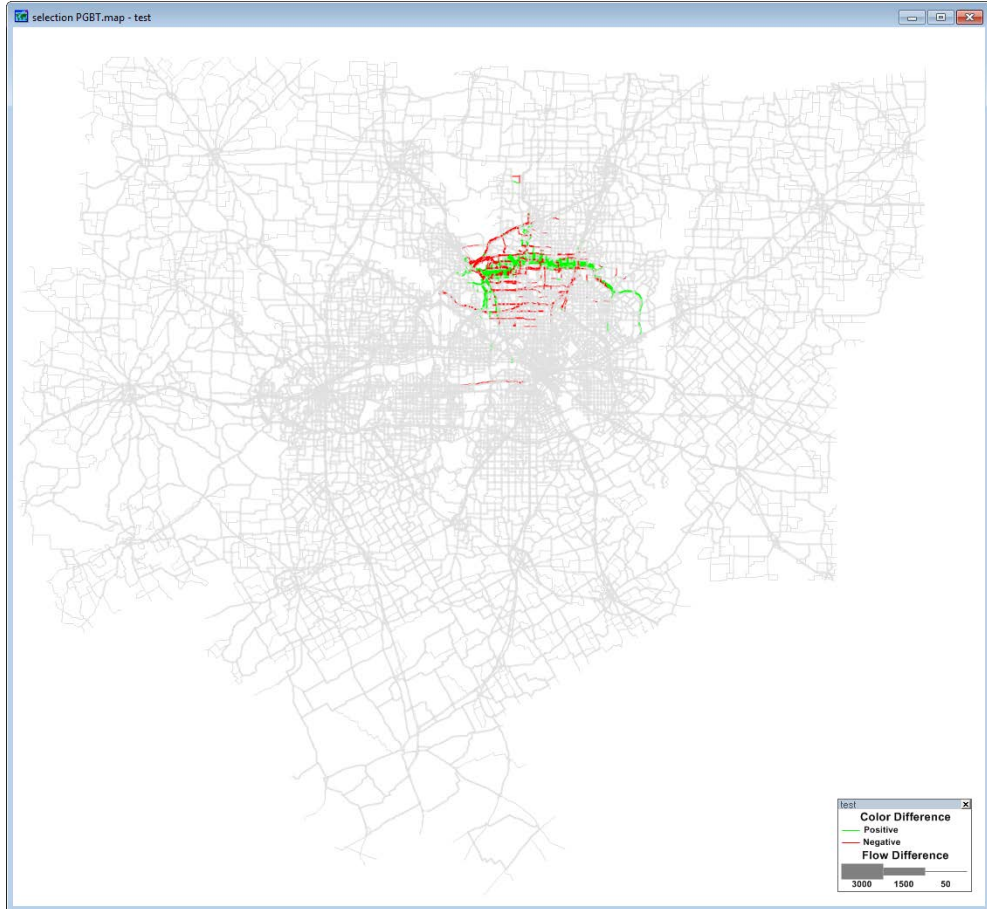 selection PGBT.map - test
test
Color Difference
Positive
Negative
Flow Difference
3000 1500 50